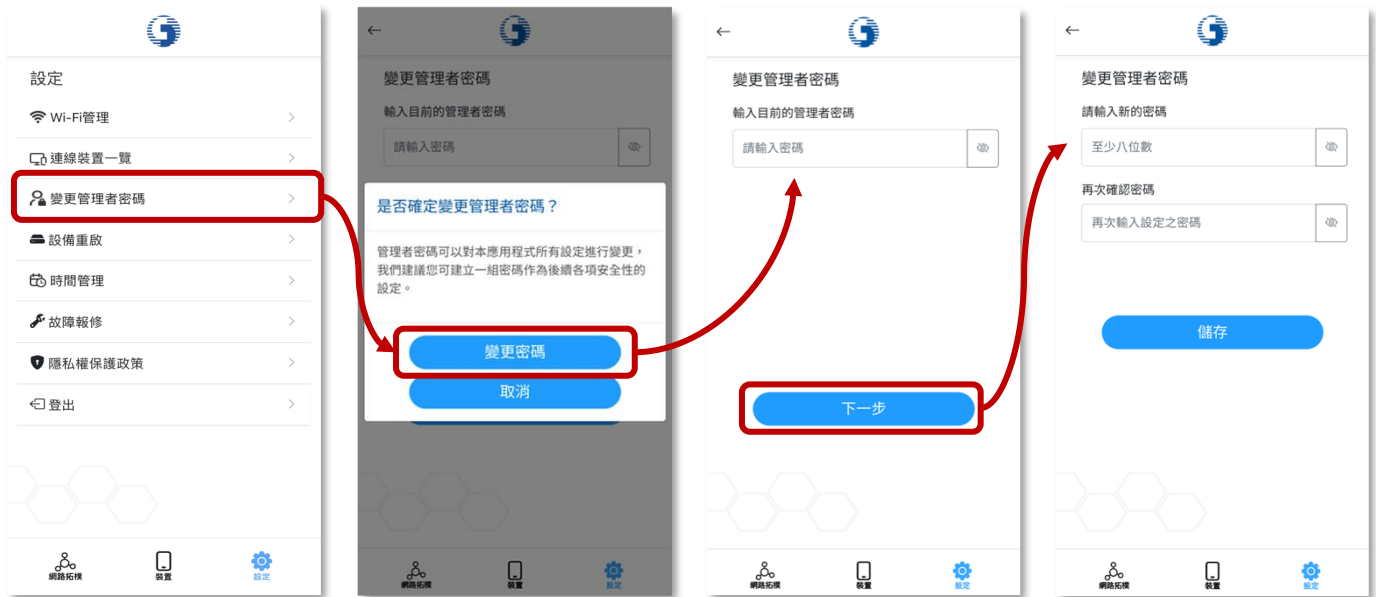 設定
Wi-Fi管理
連線裝置一覽
變更管理者密碼
設備重啟
時間管理
故障報修
隱私權保護政策
登出
網路拓樸
裝置
設定
變更管理者密碼
輸入目前的管理者密碼
請輸入密碼
是否確定變更管理者密碼？
管理者密碼可以對本應用程式所有設定進行變更，
我們建議您可建立一組密碼作為後續各項安全性的
設定。
變更密碼
取消
網路拓樸
裝置
設定
變更管理者密碼
輸入目前的管理者密碼
請輸入密碼
下一步
網路拓樸
裝置
設定
變更管理者密碼
請輸入新的密碼
至少八位數
再次確認密碼
再次輸入設定之密碼
儲存
網路拓樸
裝置
設定